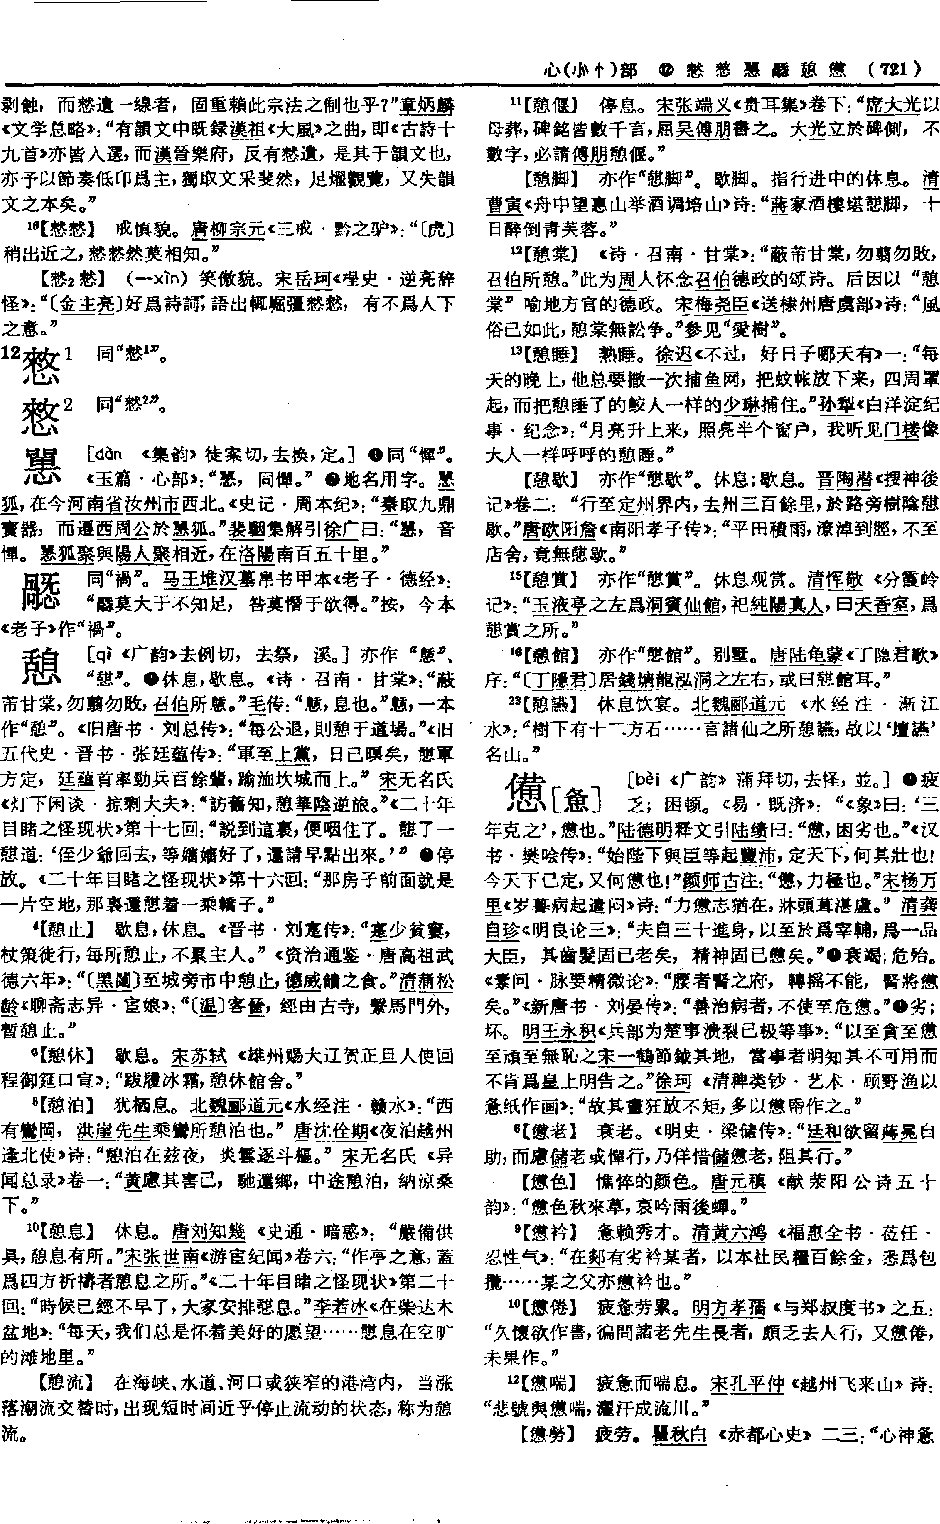 心(小忄)部 ⑫ 憖 憗 𢥞 𢣏 憩 憊 (721)
剥蝕，而憖遺一線者，固重賴此宗法之制也乎？”章炳麟
《文学总略》：“有韻文中既録漢祖《大風》之曲，即《古詩十
九首》亦皆入選，而漢晉樂府，反有憖遺，是其于韻文也，
亦予以節奏低卬爲主，獨取文采斐然，足燿觀覽，又失韻
文之本矣。”
¹⁶【憖憖】 戒慎貌。唐柳宗元《三戒·黔之驴》：“〔虎〕
稍出近之，憖憖然莫相知。”
【憖₂憖】 (—xīn) 笑傲貌。宋岳珂《桯史·逆亮辞
怪》：“〔金主亮〕好爲詩詞，語出輒崛彊憖憖，有不爲人下
之意。”
12憗1 同“憖¹”。
憗2 同“憖²”。
[dàn 《集韵》徒案切，去换，定。] ❶同“憚”。
《玉篇·心部》：“，同憚。” ❷地名用字。
狐，在今河南省汝州市西北。《史记·周本纪》：“秦取九鼎
寳器，而遷西周公於狐。”裴駰集解引徐广曰：“，音
憚。狐聚與陽人聚相近，在洛陽南百五十里。”
同“禍”。马王堆汉墓帛书甲本《老子·德经》：
“莫大于不知足，咎莫憯于欲得。”按，今本
《老子》作“禍”。
憩 [qì 《广韵》去例切，去祭，溪。] 亦作“憇”、
“偈”。❶休息，歇息。《诗·召南·甘棠》：“蔽
芾甘棠，勿翦勿敗，召伯所憩。”毛传：“憩，息也。”憩，一本
作“憇”。《旧唐书·刘总传》：“每公退，則憩于道場。”《旧
五代史·晋书·张廷蕴传》：“軍至上黨，日已暝矣，憩軍
方定，廷蕴首率勁兵百餘輩，踰洫坎城而上。” 宋无名氏
《灯下闲谈·掠剩大夫》：“訪舊知，憩華陰逆旅。”《二十年
目睹之怪现状》第十七回：“説到這裏，便咽住了。憇了一
憇道：‘侄少爺回去，等嬸嬸好了，還請早點出來。’” ❷停
放。《二十年目睹之怪现状》第十六回：“那房子前面就是
一片空地，那裏還憇着一乘轎子。”
⁴【憩止】 歇息，休息。《晋书·刘寔传》：“寔少貧窶，
杖策徒行，每所憩止，不累主人。”《资治通鉴·唐高祖武
德六年》：“〔黑闥〕至城旁市中憩止，德威饋之食。”清蒲松
龄《聊斋志异·宦娘》：“〔温〕客晉，經由古寺，繫馬門外，
暫憩止。”
⁶【憩休】 歇息。宋苏轼《雄州赐大辽贺正旦人使回
程御筵口宣》：“跋履冰霜，憩休館舍。”
⁸【憩泊】 犹栖息。北魏郦道元《水经注·赣水》：“西
有鸞岡，洪崖先生乘鸞所憩泊也。” 唐沈佺期《夜泊越州
逢北使》诗：“憩泊在兹夜，炎雲逐斗樞。” 宋无名氏《异
闻总录》卷一：“黄慮其害己，馳還鄉，中途憩泊，納涼桑
下。”
¹⁰【憩息】 休息。唐刘知幾《史通·暗惑》：“嚴備供
具，憩息有所。”宋张世南《游宦纪闻》卷六：“作亭之意，蓋
爲四方祈禱者憩息之所。”《二十年目睹之怪现状》第二十
回：“時候已經不早了，大家安排憇息。”李若冰《在柴达木
盆地》：“每天，我们总是怀着美好的愿望……憩息在空旷
的滩地里。”
【憩流】 在海峡、水道、河口或狭窄的港湾内，当涨
落潮流交替时，出现短时间近乎停止流动的状态，称为憩
流。
¹¹【憩偃】 停息。宋张端义《贵耳集》卷下：“席大光以
母葬，碑銘皆數千言，屈吴傅朋書之。大光立於碑側，不
數字，必請傅朋憩偃。”
【憩脚】 亦作“憇脚”。歇脚。指行进中的休息。清
曹寅《舟中望惠山举酒调培山》诗：“蔣家酒樓堪憩脚，十
日醉倒青芙蓉。”
¹²【憩棠】 《诗·召南·甘棠》：“蔽芾甘棠，勿翦勿敗，
召伯所憩。”此为周人怀念召伯德政的颂诗。后因以“憩
棠”喻地方官的德政。宋梅尧臣《送棣州唐虞部》诗：“風
俗已如此，憩棠無訟争。”参见“愛樹”。
¹³【憩睡】 熟睡。徐迟《不过，好日子哪天有》一：“每
天的晚上，他总要撒一次捕鱼网，把蚊帐放下来，四周罩
起，而把憩睡了的鲛人一样的少琳捕住。”孙犁《白洋淀纪
事·纪念》：“月亮升上来，照亮半个窗户，我听见门楼像
大人一样呼呼的憩睡。”
【憩歇】 亦作“憇歇”。休息；歇息。晋陶潜《搜神後
记》卷二：“行至定州界内，去州三百餘里，於路旁樹陰憇
歇。”唐欧阳詹《南阳孝子传》：“平田積雨，潦淖到脛，不至
店舍，竟無憇歇。”
¹⁵【憩賞】 亦作“憇賞”。休息观赏。清恽敬《分霞岭
记》：“玉液亭之左爲洞賓仙館，祀純陽真人，曰天香室，爲
憇賞之所。”
¹⁶【憩館】 亦作“憇館”。别墅。唐陆龟蒙《丁隐君歌》
序：“〔丁隱君〕居錢塘龍泓洞之左右，或曰憇館耳。”
²³【憩讌】 休息饮宴。北魏郦道元《水经注·浙江
水》：“樹下有十二方石……言諸仙之所憩讌，故以‘壇讌’
名山。”
憊[惫] [bèi 《广韵》蒲拜切，去怪，並。] ❶疲
乏；困顿。《易·既济》：“《象》曰：‘三
年克之’，憊也。”陆德明释文引陆绩曰：“憊，困劣也。”《汉
书·樊哙传》：“始陛下與臣等起豐沛，定天下，何其壯也！
今天下已定，又何憊也！”颜师古注：“憊，力極也。”宋杨万
里《岁暮病起遣闷》诗：“力憊志猶在，牀頭葺湛盧。” 清龚
自珍《明良论三》：“夫自三十進身，以至於爲宰輔，爲一品
大臣，其齒髮固已老矣，精神固已憊矣。”❷衰竭；危殆。
《素问·脉要精微论》：“腰者腎之府，轉摇不能，腎將憊
矣。”《新唐书·刘晏传》：“善治病者，不使至危憊。”❸劣；
坏。明王永积《兵部为楚事溃裂已极等事》：“以至貪至憊
至頑至無恥之宋一鶴節鉞其地，當事者明知其不可用而
不肯爲皇上明告之。”徐珂《清稗类钞·艺术·顾野渔以
惫纸作画》：“故其畫狂放不矩，多以憊帋作之。”
⁶【憊老】 衰老。《明史·梁储传》：“廷和欲留蔣冕自
助，而慮儲老或憚行，乃佯惜儲憊老，阻其行。”
【憊色】 憔悴的颜色。唐元稹《献荥阳公诗五十
韵》：“憊色秋來草，哀吟雨後蟬。”
⁹【憊衿】 惫赖秀才。清黄六鸿《福惠全书·莅任·
忍性气》：“在郯有劣衿某者，以本社民糧百餘金，悉爲包
攬……某之父亦憊衿也。”
¹⁰【憊倦】 疲惫劳累。明方孝孺《与郑叔度书》之五：
“久懷欲作書，徧問諸老先生長者，頗乏去人行，又憊倦，
未果作。”
¹²【憊喘】 疲惫而喘息。宋孔平仲《越州飞来山》诗：
“悲號與憊喘，灑汗成流川。”
【憊勞】 疲劳。瞿秋白《赤都心史》二三：“心神惫